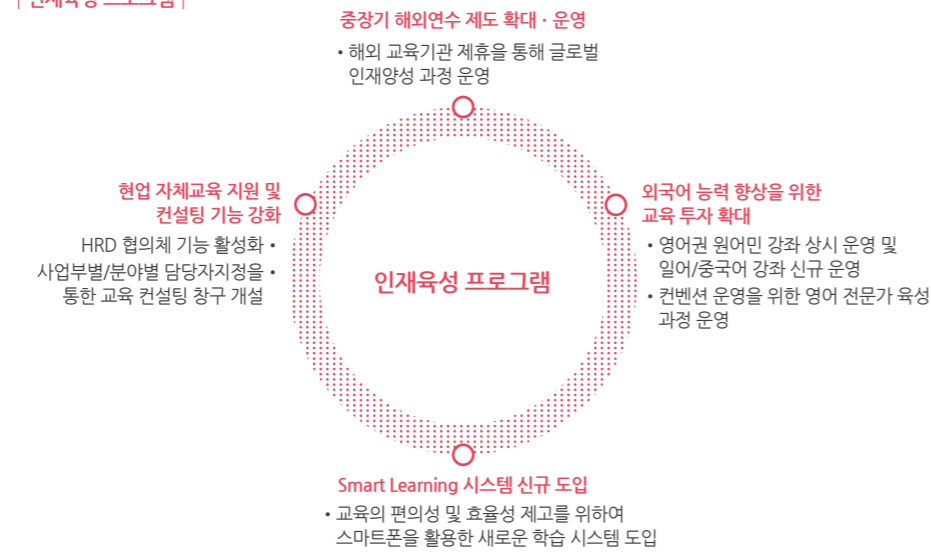 인재육성 프로그램
중장기 해외연수 제도 확대 · 운영
• 해외 교육기관 제휴을 통해 글로벌
인재양성 과정 운영
현업 자체교육 지원 및
컨설팅 기능 강화
HRD 협의체 기능 활성화 •
사업부별/분야별 담당자지정을 •
통한 교육 컨설팅 창구 개설
인재육성 프로그램
외국어 능력 향상을 위한
교육 투자 확대
• 영어권 원어민 강좌 상시 운영 및
일어/중국어 강좌 신규 운영
• 컨벤션 운영을 위한 영어 전문가 육성
과정 운영
Smart Learning 시스템 신규 도입
• 교육의 편의성 및 효율성 제고를 위하여
스마트폰을 활용한 새로운 학습 시스템 도입